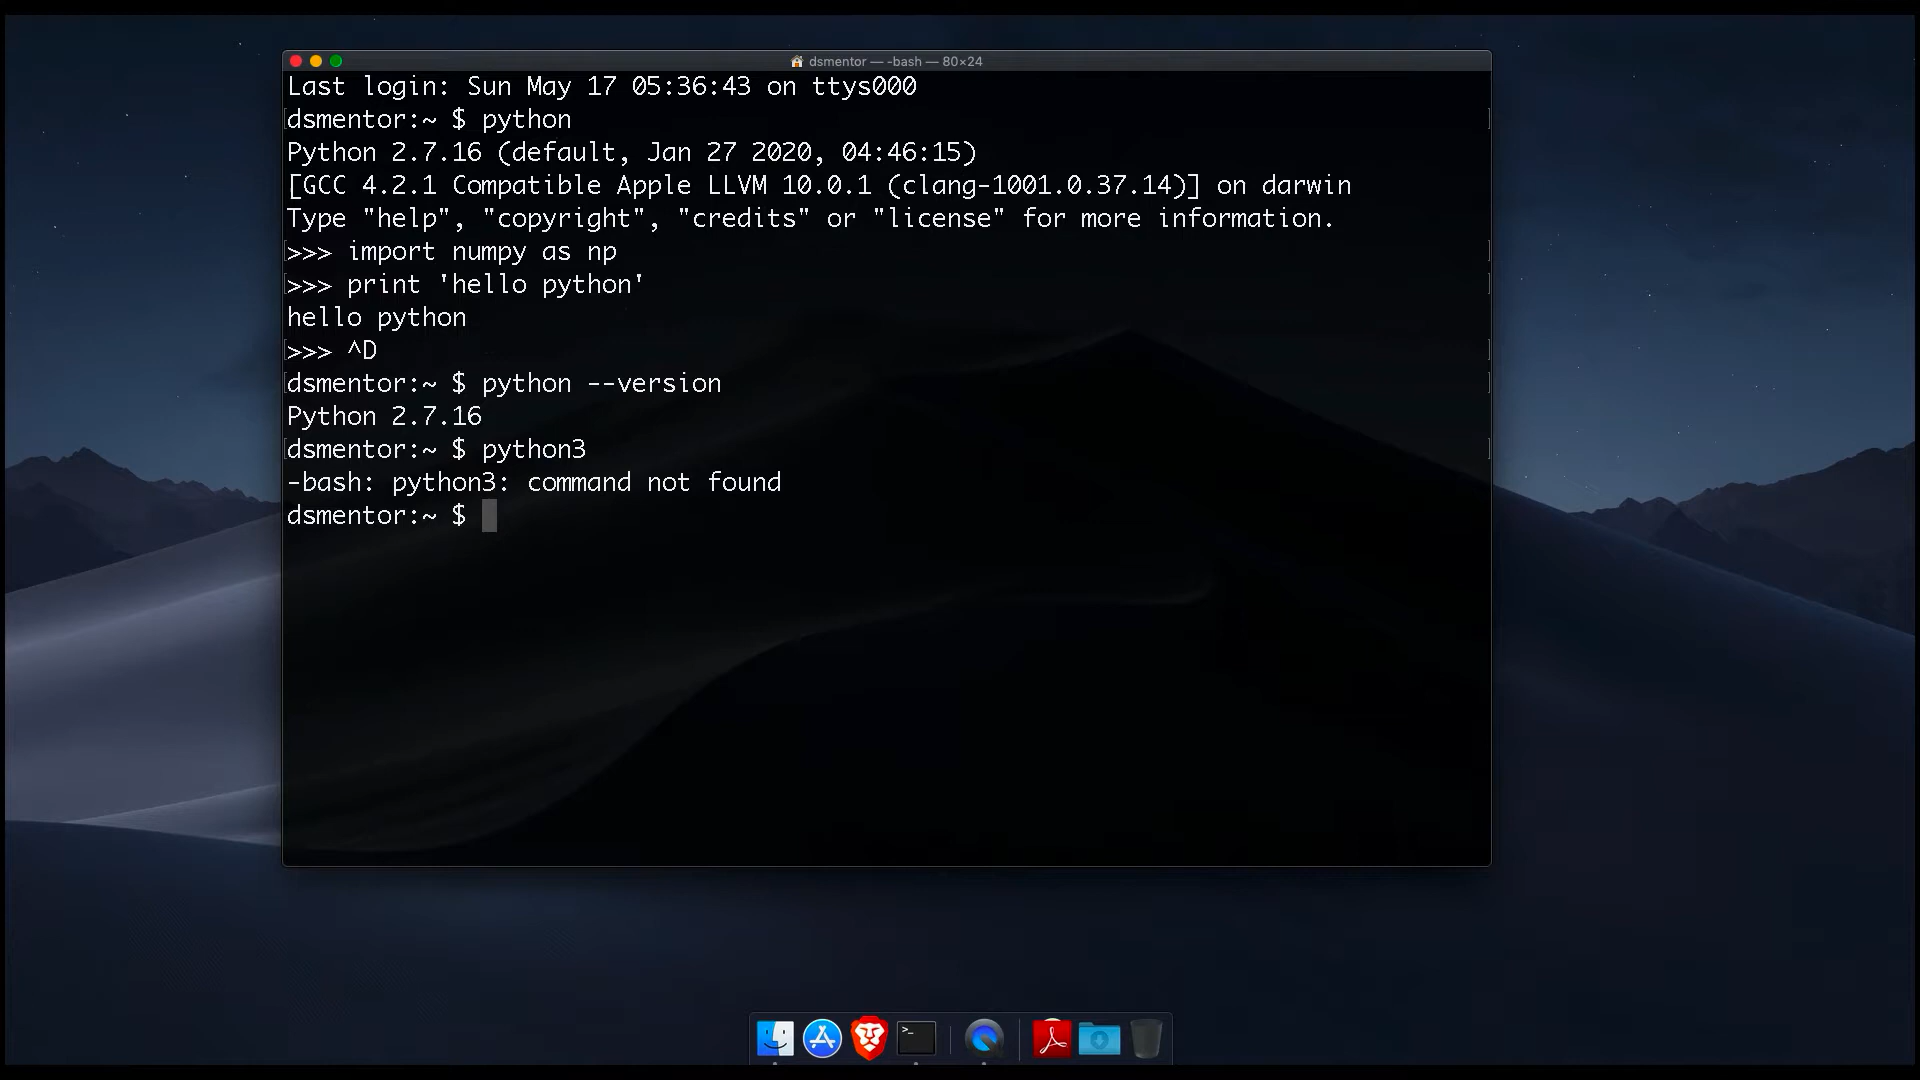 dsmentor — -bash — 80×24
Last login: Sun May 17 05:36:43 on ttys000
dsmentor:~ $ python
Python 2.7.16 (default, Jan 27 2020, 04:46:15)
[GCC 4.2.1 Compatible Apple LLVM 10.0.1 (clang-1001.0.37.14)] on darwin
Type "help", "copyright", "credits" or "license" for more information.
>>> import numpy as np
>>> print 'hello python'
hello python
>>> ^D
dsmentor:~ $ python --version
Python 2.7.16
dsmentor:~ $ python3
-bash: python3: command not found
dsmentor:~ $